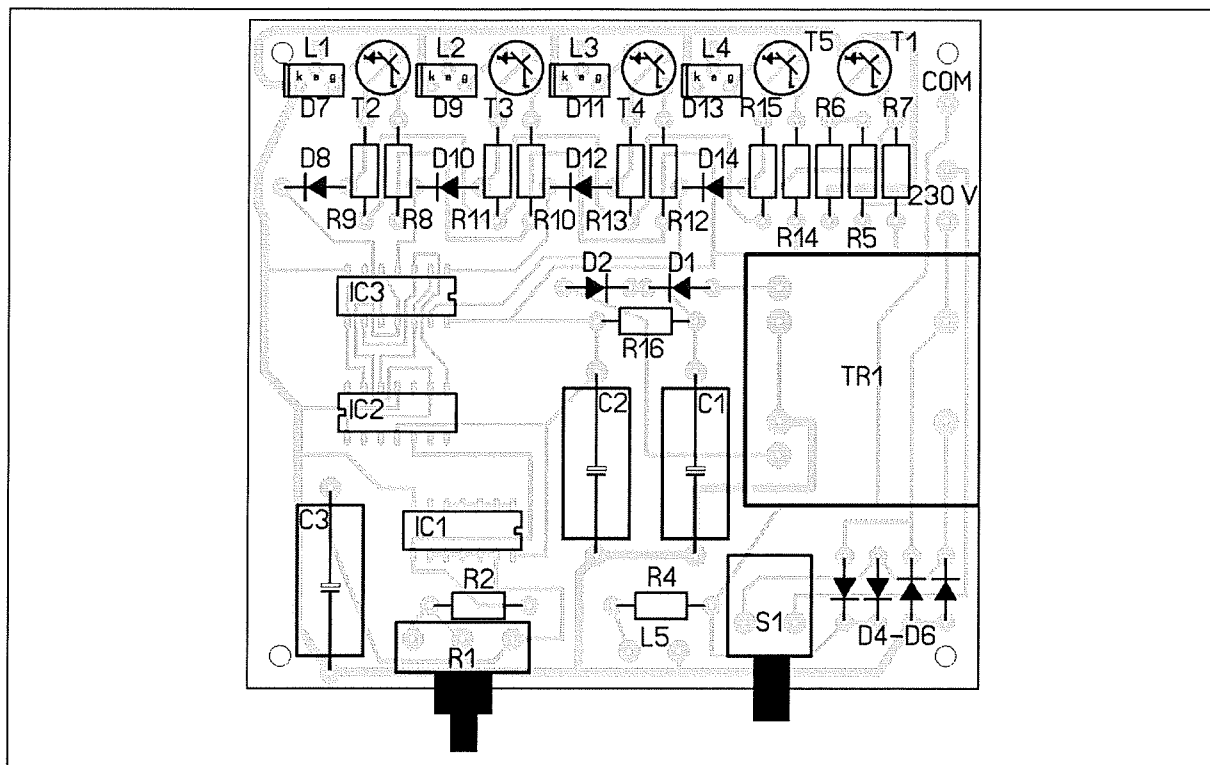 L1 L2 L3 L4 T5 T1
k a g k a g k a g k a g COM
D7 T2 D9 T3 D11 T4 D13 R15 R6 R7
D8 D10 D12 D14
230 V
R9 R8 R11 R10 R13 R12 R14 R5
D2 D1
IC3
R16
TR1
IC2 C2 C1
C3 IC1
R2 R4
S1
L5 D4-D6
R1